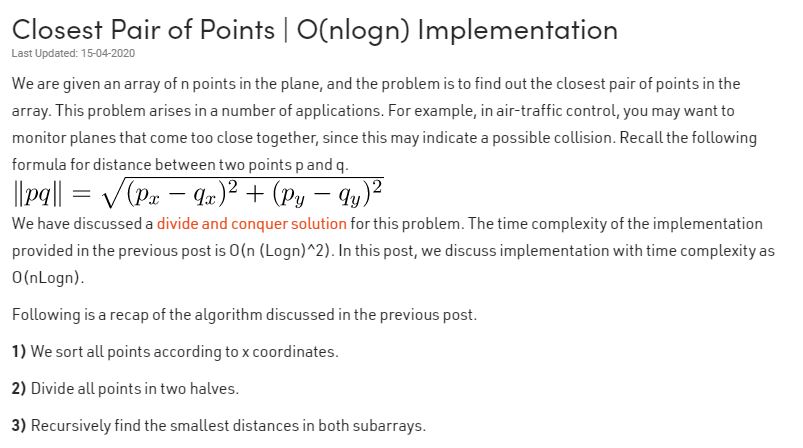 Closest Pair of Points | O(nlogn) Implementation
Last Updated: 15-04-2020
We are given an array of n points in the plane, and the problem is to find out the closest pair of points in the
array. This problem arises in a number of applications. For example, in air-traffic control, you may want to
monitor planes that come too close together, since this may indicate a possible collision. Recall the following
formula for distance between two points p and q.
||pq|| = √((pₓ − qₓ)² + (p_y − q_y)²)
We have discussed a divide and conquer solution for this problem. The time complexity of the implementation
provided in the previous post is O(n (Logn)^2). In this post, we discuss implementation with time complexity as
O(nLogn).
Following is a recap of the algorithm discussed in the previous post.
1) We sort all points according to x coordinates.
2) Divide all points in two halves.
3) Recursively find the smallest distances in both subarrays.